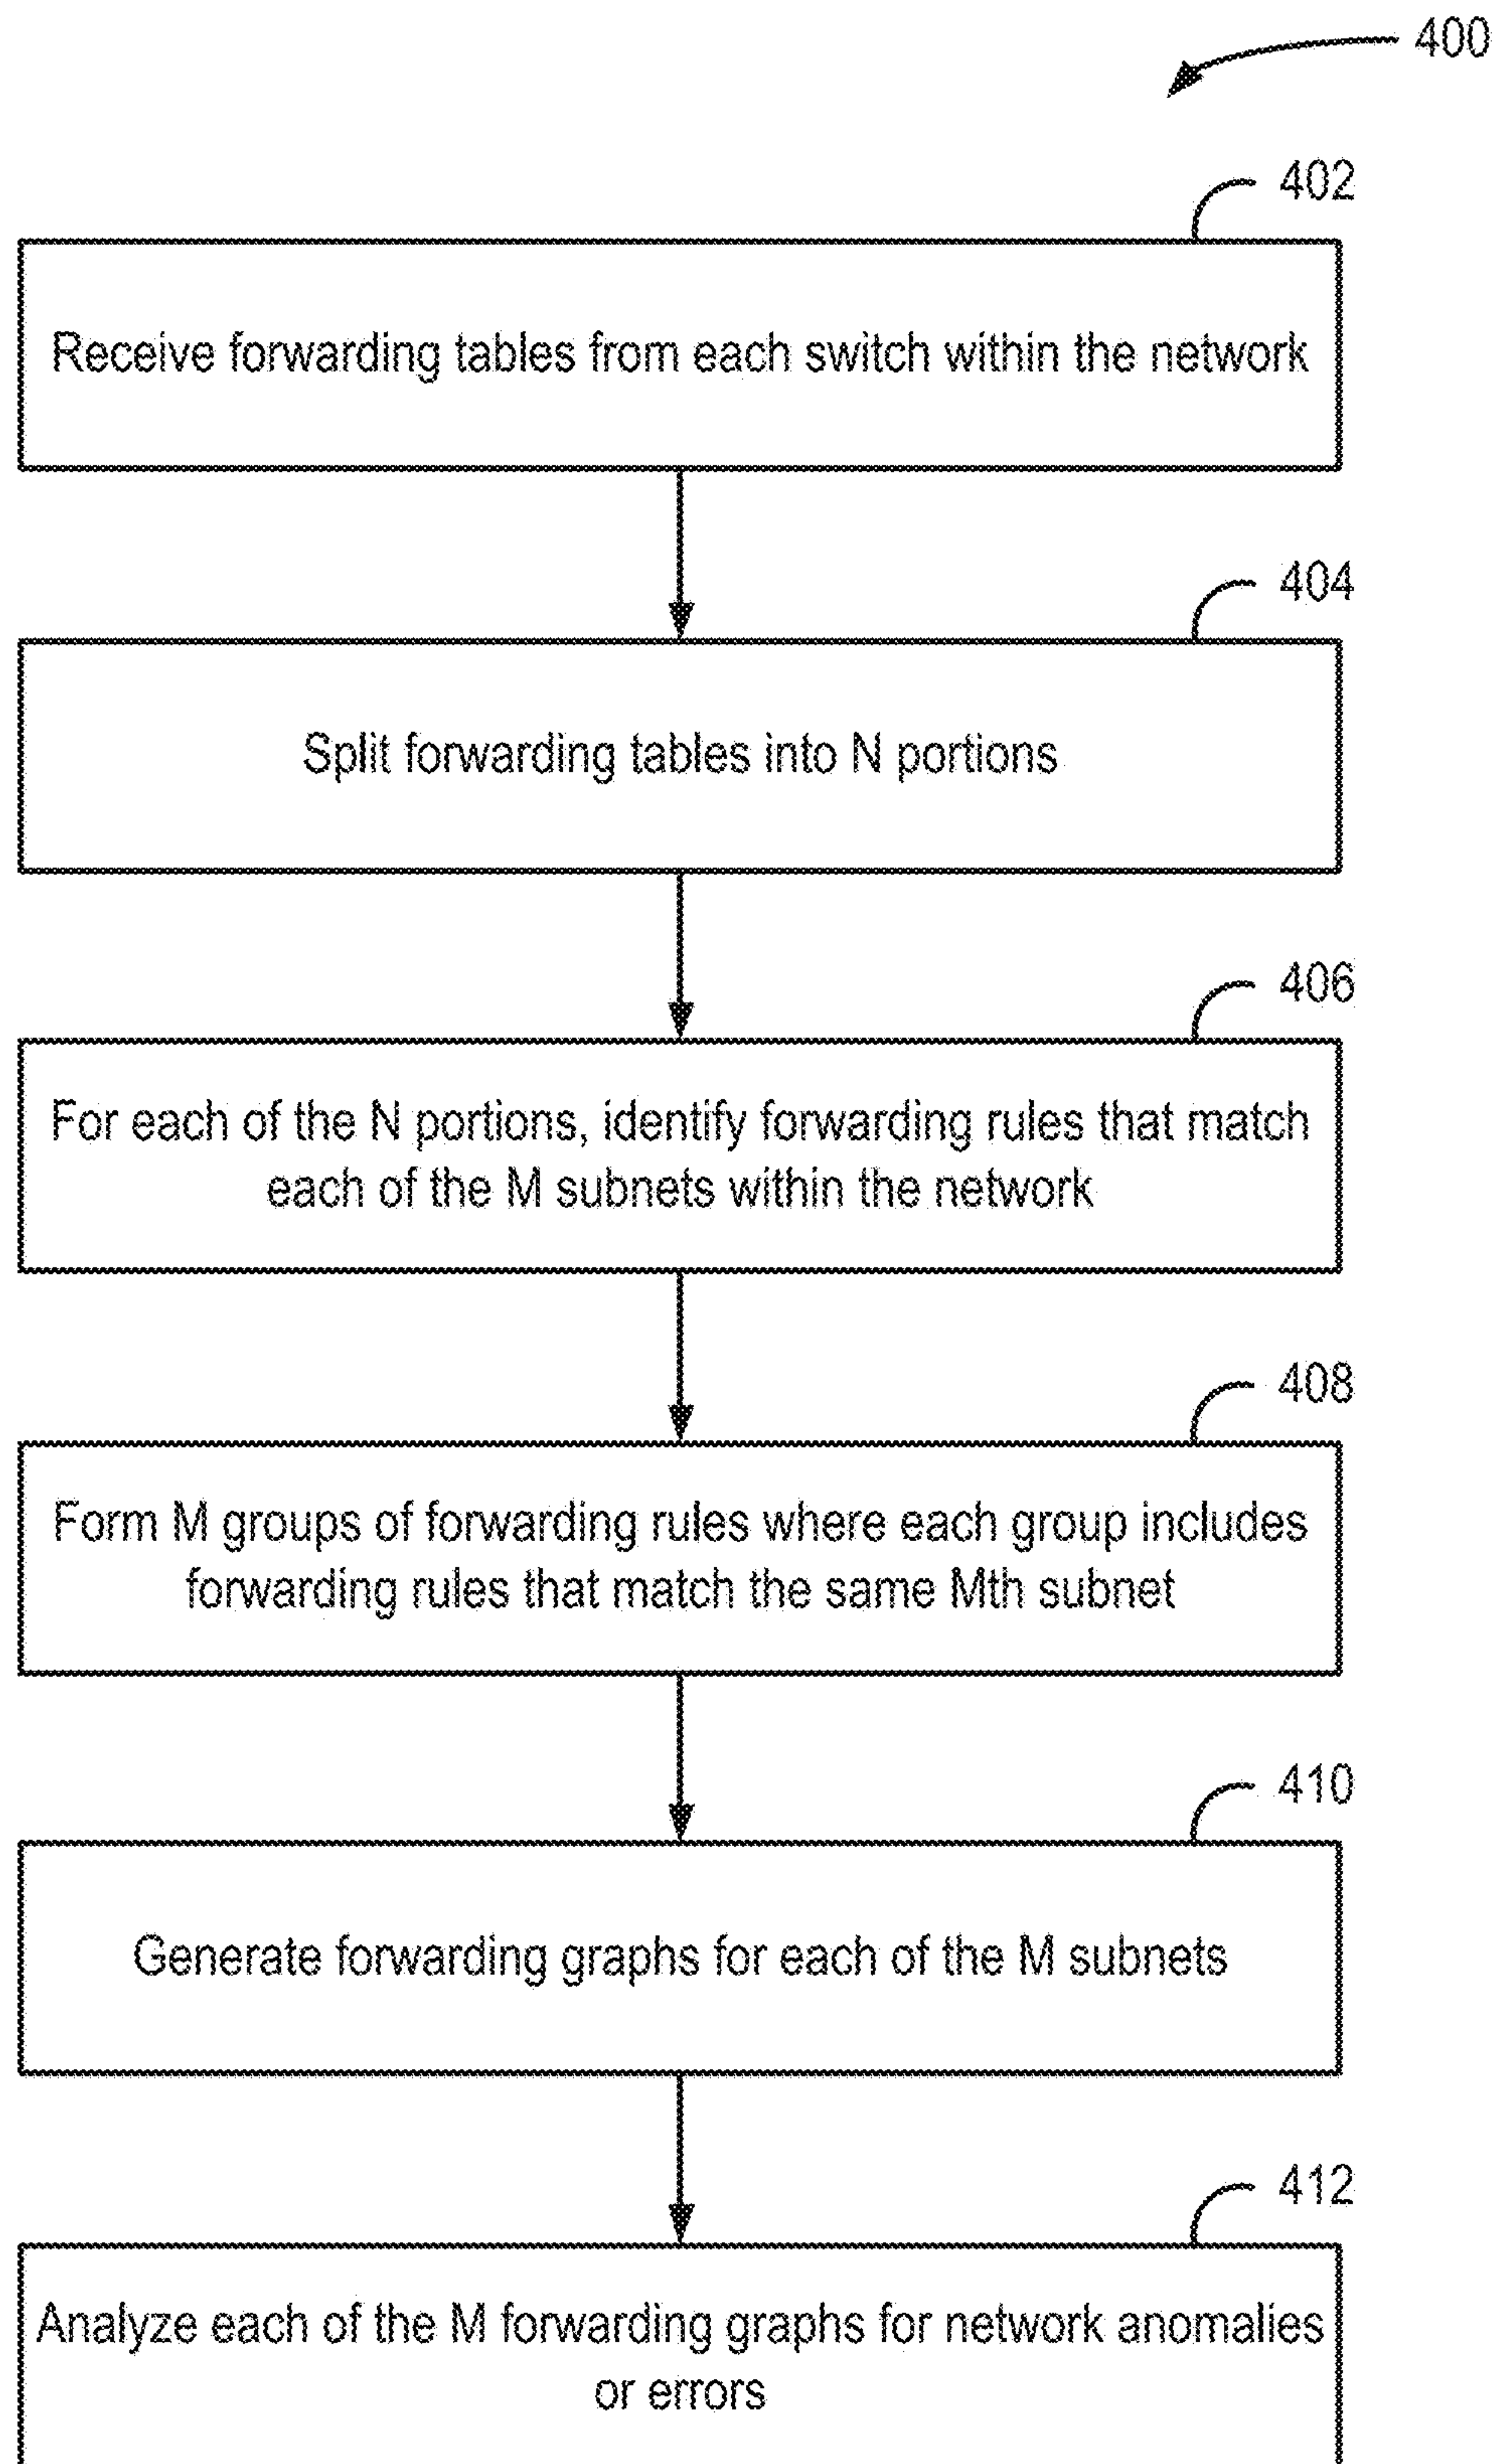 400
402
Receive forwarding tables from each switch within the network
404
Split forwarding tables into N portions
406
For each of the N portions, identify forwarding rules that match
each of the M subnets within the network
408
Form M groups of forwarding rules where each group includes
forwarding rules that match the same Mth subnet
410
Generate forwarding graphs for each of the M subnets
412
Analyze each of the M forwarding graphs for network anomalies
or errors